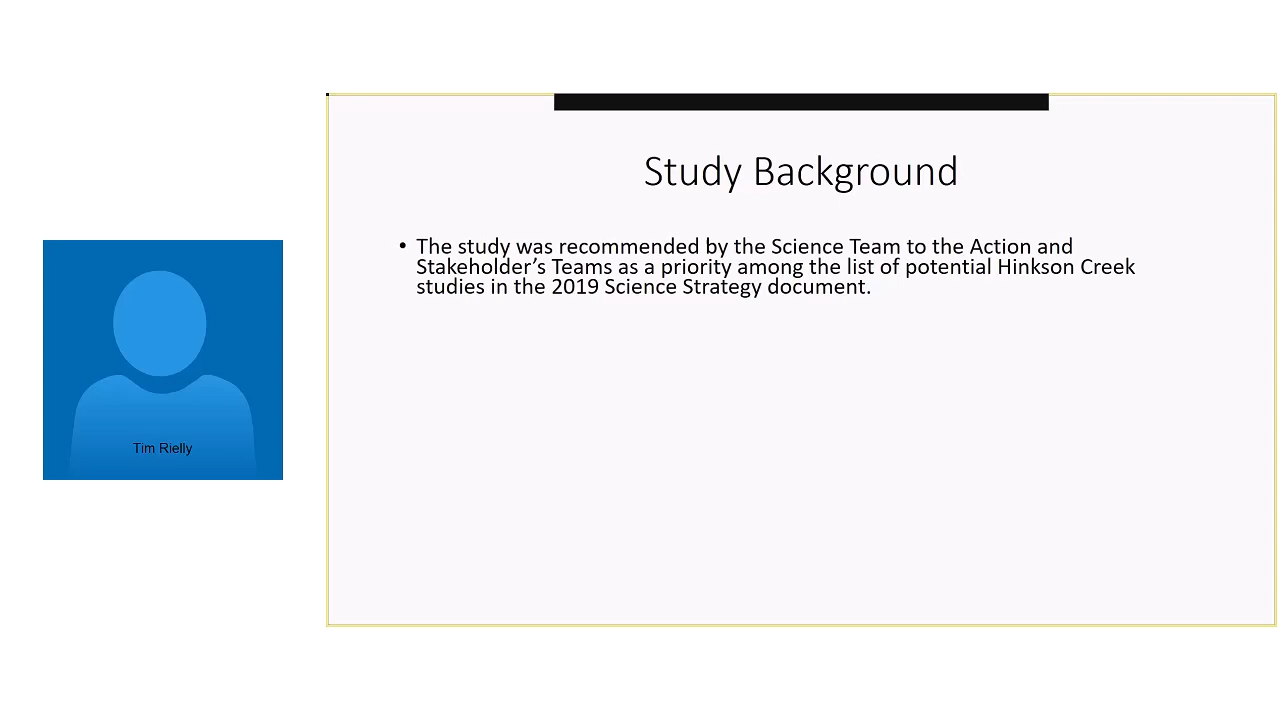 Study Background
• The study was recommended by the Science Team to the Action and
Stakeholder’s Teams as a priority among the list of potential Hinkson Creek
studies in the 2019 Science Strategy document.
Tim Rielly